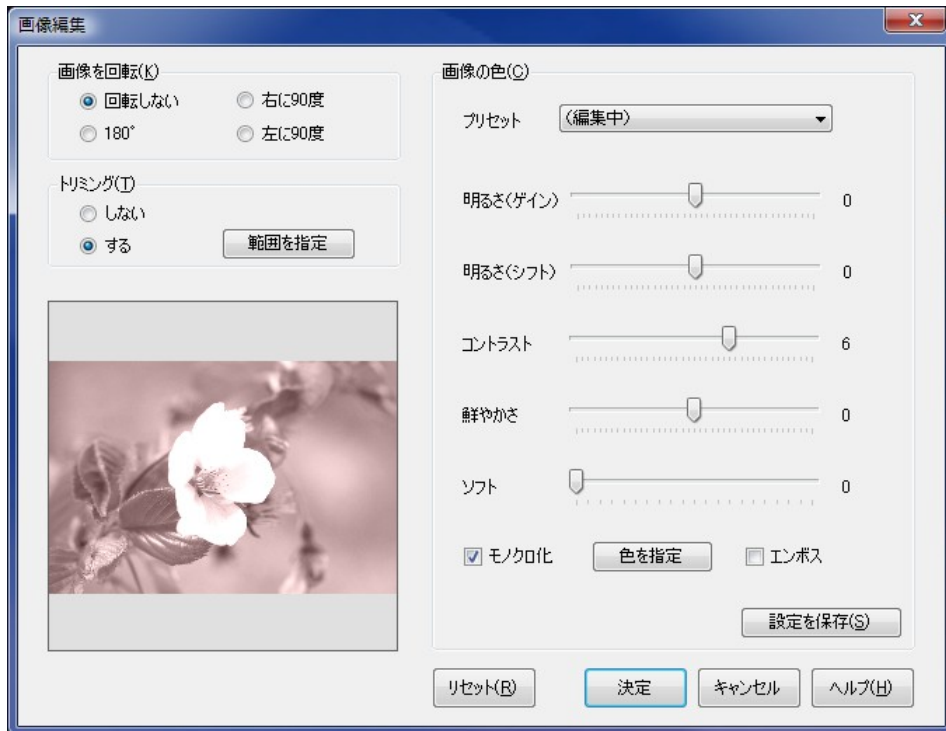 画像編集
画像を回転(K)
回転しない
右に90度
180°
左に90度
トリミング(T)
しない
する
範囲を指定
画像の色(C)
プリセット
(編集中)
明るさ(ゲイン)
0
明るさ(シフト)
0
コントラスト
6
鮮やかさ
0
ソフト
0
モノクロ化
色を指定
エンボス
設定を保存(S)
リセット(R)
決定
キャンセル
ヘルプ(H)